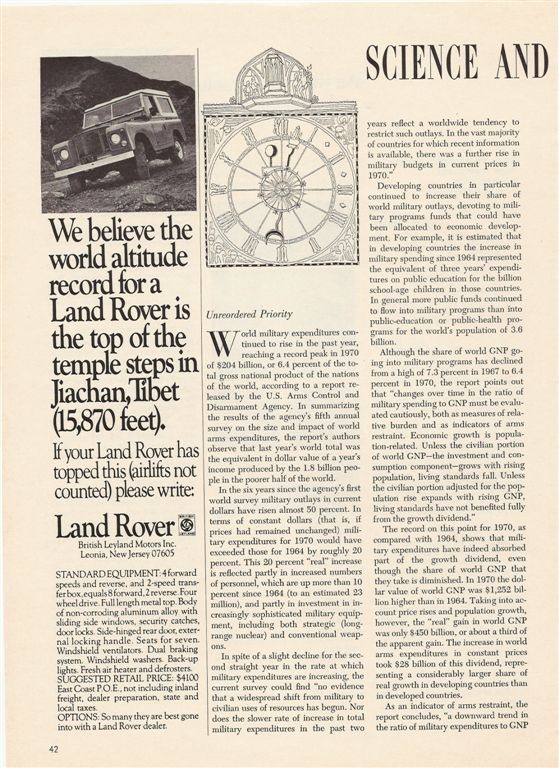 We believe the
world altitude
record for a
Land Rover is
the top of the
temple steps in
Jiachan, Tibet
(15,870 feet).
If your Land Rover has
topped this (airlifts not
counted) please write:
Land Rover
British Leyland Motors Inc.
Leonia, New Jersey 07605
STANDARD EQUIPMENT: 4 forward
speeds and reverse, and 2-speed trans-
fer box, equals 8 forward, 2 reverse. Four
wheel drive. Full length metal top. Body
of non-corroding aluminum alloy with
sliding side windows, security catches,
door locks. Side-hinged rear door, exter-
nal locking handle. Seats for seven.
Windshield ventilators. Dual braking
system. Windshield washers. Back-up
lights. Fresh air heater and defrosters.
SUGGESTED RETAIL PRICE: $4100
East Coast P.O.E., not including inland
freight, dealer preparation, state and
local taxes.
OPTIONS: So many they are best gone
into with a Land Rover dealer.
42
SCIENCE AND
Unreordered Priority
World military expenditures con-
tinued to rise in the past year,
reaching a record peak in 1970
of $204 billion, or 6.4 percent of the to-
tal gross national product of the nations
of the world, according to a report re-
leased by the U.S. Arms Control and
Disarmament Agency. In summarizing
the results of the agency's fifth annual
survey on the size and impact of world
arms expenditures, the report's authors
observe that last year's world total was
the equivalent in dollar value of a year's
income produced by the 1.8 billion peo-
ple in the poorer half of the world.
In the six years since the agency's first
world survey military outlays in current
dollars have risen almost 50 percent. In
terms of constant dollars (that is, if
prices had remained unchanged) mili-
tary expenditures for 1970 would have
exceeded those for 1964 by roughly 20
percent. This 20 percent "real" increase
is reflected partly in increased numbers
of personnel, which are up more than 10
percent since 1964 (to an estimated 23
million), and partly in investment in in-
creasingly sophisticated military equip-
ment, including both strategic (long-
range nuclear) and conventional weap-
ons.
In spite of a slight decline for the sec-
ond straight year in the rate at which
military expenditures are increasing, the
current survey could find "no evidence
that a widespread shift from military to
civilian uses of resources has begun. Nor
does the slower rate of increase in total
military expenditures in the past two
years reflect a worldwide tendency to
restrict such outlays. In the vast majority
of countries for which recent information
is available, there was a further rise in
military budgets in current prices in
1970."
Developing countries in particular
continued to increase their share of
world military outlays, devoting to mili-
tary programs funds that could have
been allocated to economic develop-
ment. For example, it is estimated that
in developing countries the increase in
military spending since 1964 represented
the equivalent of three years' expendi-
tures on public education for the billion
school-age children in those countries.
In general more public funds continued
to flow into military programs than into
public-education or public-health pro-
grams for the world's population of 3.6
billion.
Although the share of world GNP go-
ing into military programs has declined
from a high of 7.3 percent in 1967 to 6.4
percent in 1970, the report points out
that "changes over time in the ratio of
military spending to GNP must be evalu-
ated cautiously, both as measures of rela-
tive burden and as indicators of arms
restraint. Economic growth is popula-
tion-related. Unless the civilian portion
of world GNP—the investment and con-
sumption component—grows with rising
population, living standards fall. Unless
the civilian portion adjusted for the pop-
ulation rise expands with rising GNP,
living standards have not benefited fully
from the growth dividend."
The record on this point for 1970, as
compared with 1964, shows that mili-
tary expenditures have indeed absorbed
part of the growth dividend, even
though the share of world GNP that
they take is diminished. In 1970 the dol-
lar value of world GNP was $1,252 bil-
lion higher than in 1964. Taking into ac-
count price rises and population growth,
however, the "real" gain in world GNP
was only $450 billion, or about a third of
the apparent gain. The increase in world
arms expenditures in constant prices
took $28 billion of this dividend, repre-
senting a considerably larger share of
real growth in developing countries than
in developed countries.
As an indicator of arms restraint, the
report concludes, "a downward trend in
the ratio of military expenditures to GNP